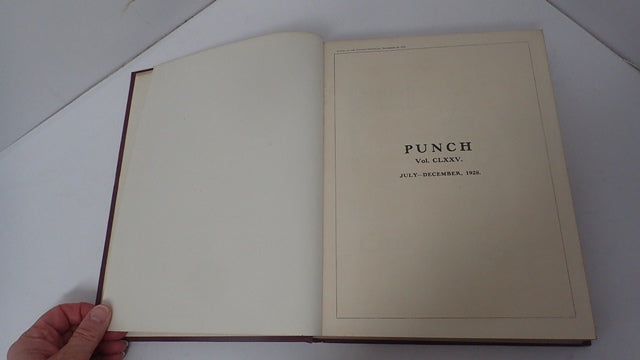 PUNCH
Vol. CLXXV.
JULY—DECEMBER, 1928.